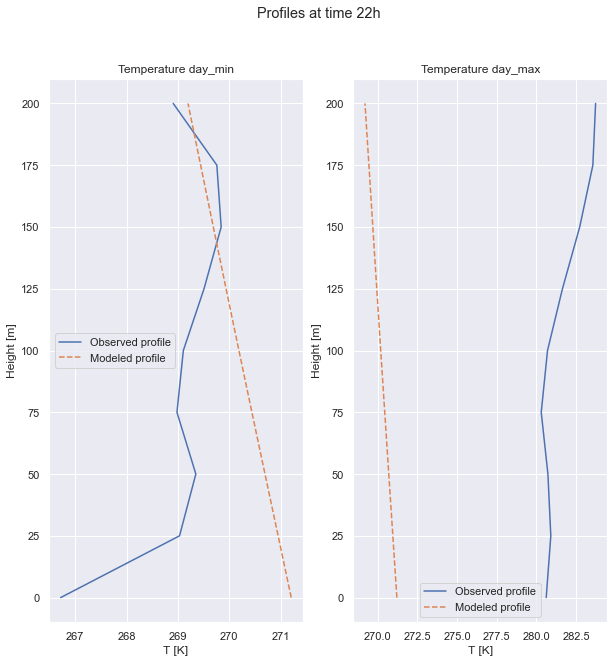 Profiles at time 22h
Temperature day_min
Temperature day_max
200
175
150
125
100
75
50
25
0
Height [m]
Observed profile
Modeled profile
267
268
269
270
271
T [K]
200
175
150
125
100
75
50
25
0
Height [m]
Observed profile
Modeled profile
270.0
272.5
275.0
277.5
280.0
282.5
T [K]